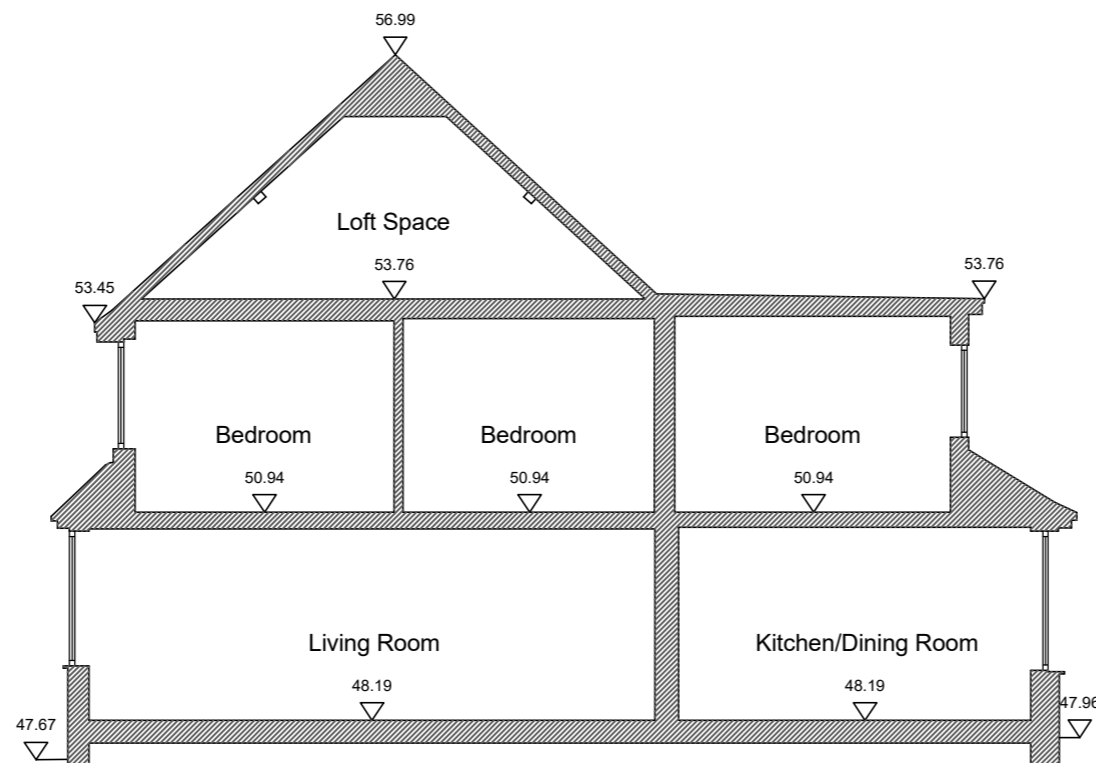 56.99
Loft Space
53.45
53.76
53.76
Bedroom
Bedroom
Bedroom
50.94
50.94
50.94
Living Room
Kitchen/Dining Room
48.19
48.19
47.67
47.96